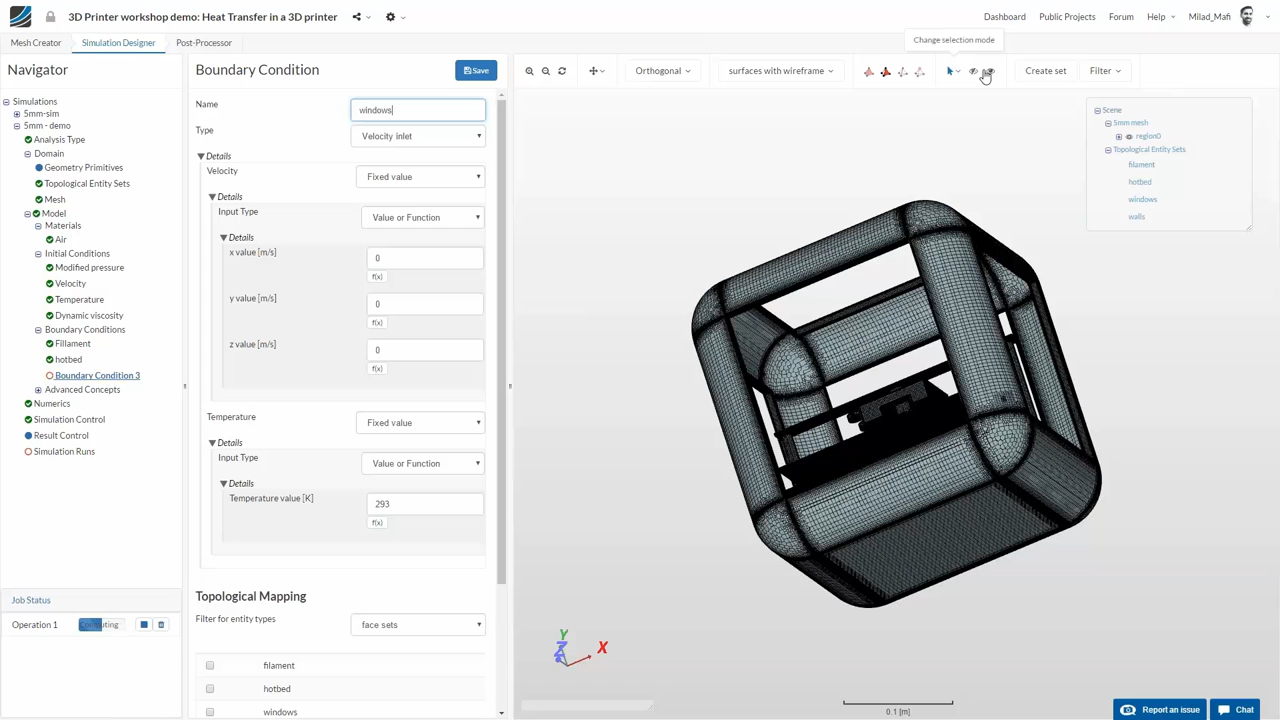 3D Printer workshop demo: Heat Transfer in a 3D printer
Dashboard
Public Projects
Forum
Help
Milad_Mafi
Mesh Creator
Simulation Designer
Post-Processor
Change selection mode
Navigator
Simulations
5mm-sim
5mm - demo
Analysis Type
Domain
Geometry Primitives
Topological Entity Sets
Mesh
Model
Materials
Air
Initial Conditions
Modified pressure
Velocity
Temperature
Dynamic viscosity
Boundary Conditions
Fillament
hotbed
Boundary Condition 3
Advanced Concepts
Numerics
Simulation Control
Result Control
Simulation Runs
Job Status
Operation 1
Boundary Condition
Save
Name
windows
Type
Velocity inlet
Details
Velocity
Fixed value
Details
Input Type
Value or Function
Details
x value [m/s]
0
f(x)
y value [m/s]
0
f(x)
z value [m/s]
0
f(x)
Temperature
Fixed value
Details
Input Type
Value or Function
Details
Temperature value [K]
293
f(x)
Topological Mapping
Filter for entity types
face sets
filament
hotbed
windows
Orthogonal
surfaces with wireframe
Create set
Filter
Scene
5mm mesh
region0
Topological Entity Sets
filament
hotbed
windows
walls
Y
Z
X
0.1 [m]
Report an issue
Chat